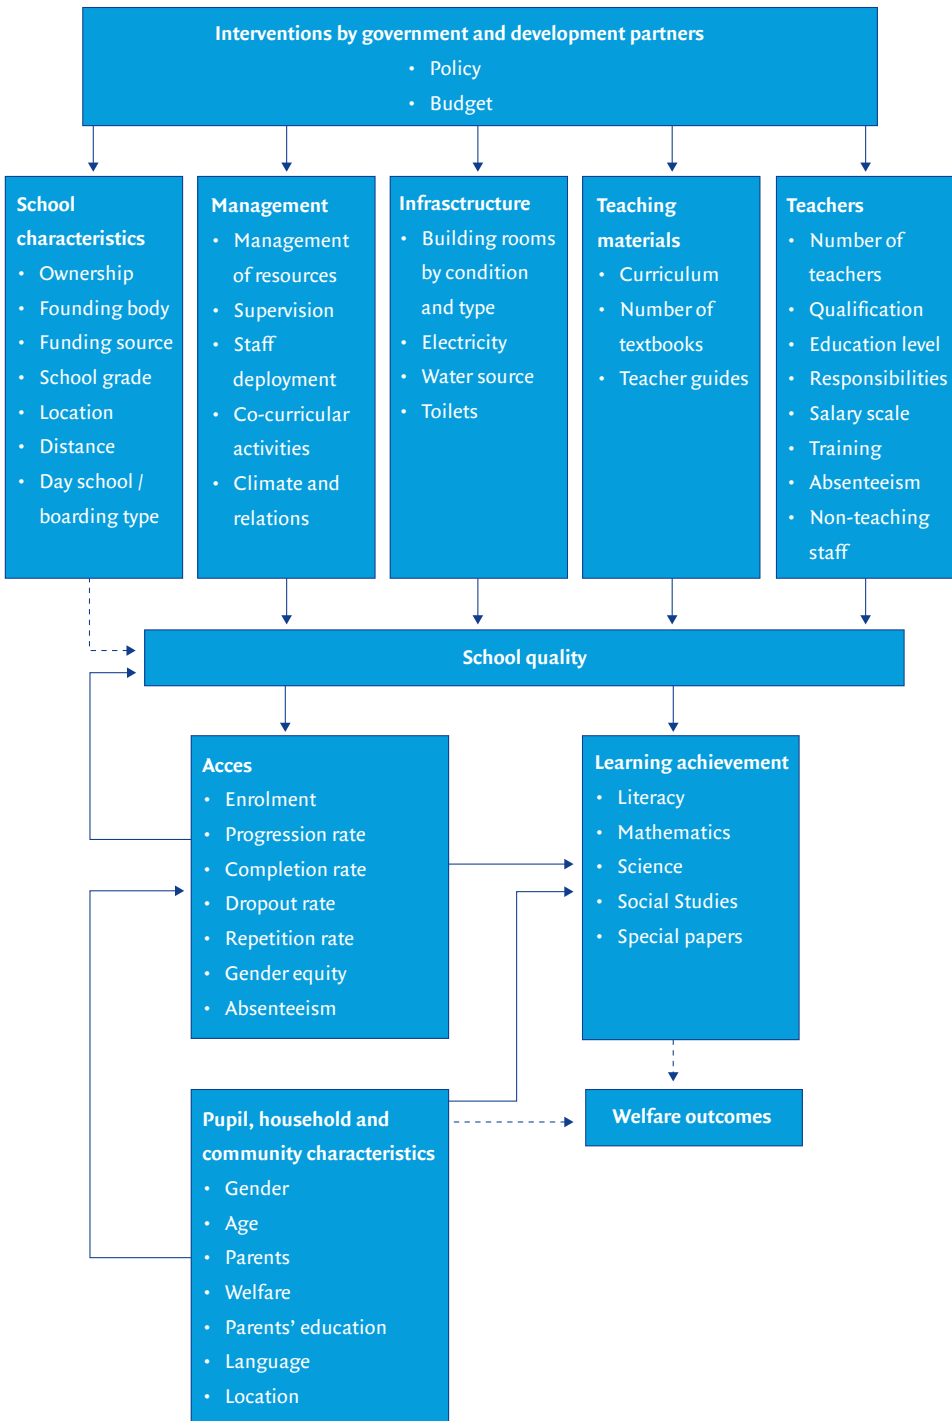 Interventions by government and development partners
• Policy
• Budget
School
characteristics
• Ownership
• Founding body
• Funding source
• School grade
• Location
• Distance
• Day school /
boarding type
Management
• Management
of resources
• Supervision
• Staff
deployment
• Co-curricular
activities
• Climate and
relations
Infrasctructure
• Building rooms
by condition
and type
• Electricity
• Water source
• Toilets
Teaching
materials
• Curriculum
• Number of
textbooks
• Teacher guides
Teachers
• Number of
teachers
• Qualification
• Education level
• Responsibilities
• Salary scale
• Training
• Absenteeism
• Non-teaching
staff
School quality
Acces
• Enrolment
• Progression rate
• Completion rate
• Dropout rate
• Repetition rate
• Gender equity
• Absenteeism
Learning achievement
• Literacy
• Mathematics
• Science
• Social Studies
• Special papers
Pupil, household and
community characteristics
• Gender
• Age
• Parents
• Welfare
• Parents’ education
• Language
• Location
Welfare outcomes